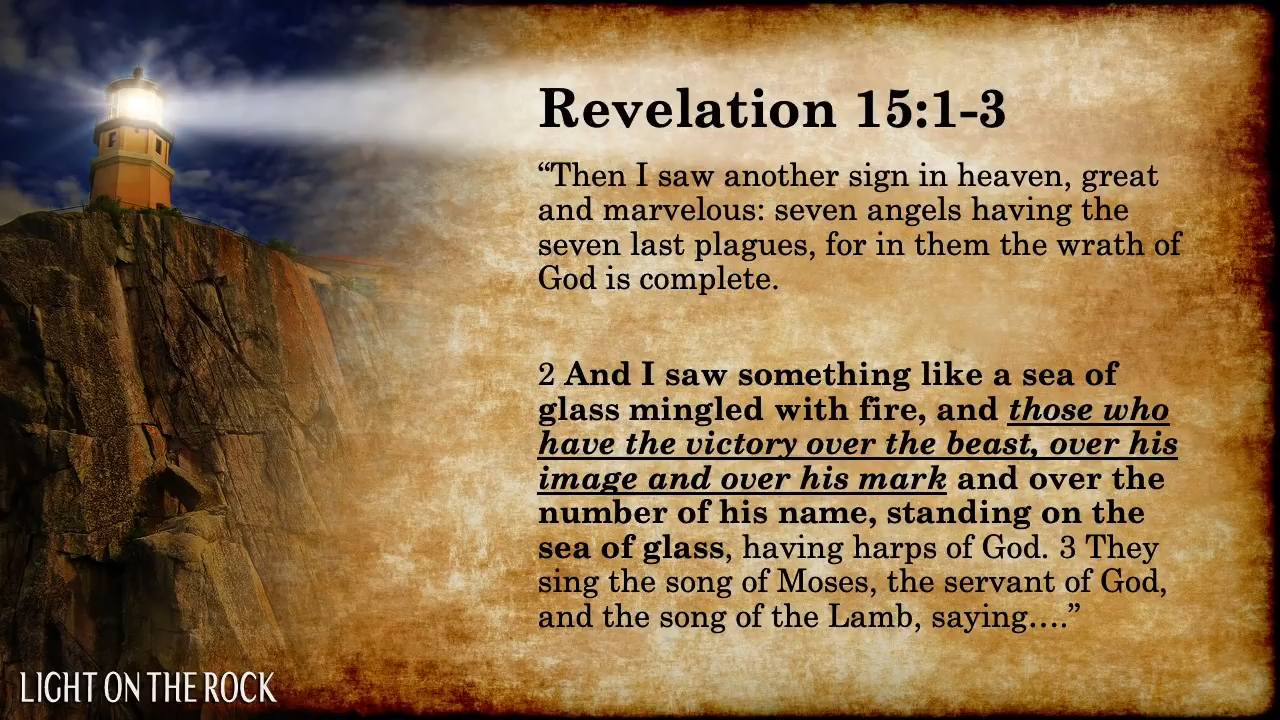 Revelation 15:1-3
“Then I saw another sign in heaven, great
and marvelous: seven angels having the
seven last plagues, for in them the wrath of
God is complete.
2 And I saw something like a sea of
glass mingled with fire, and those who
have the victory over the beast, over his
image and over his mark and over the
number of his name, standing on the
sea of glass, having harps of God. 3 They
sing the song of Moses, the servant of God,
and the song of the Lamb, saying….”
LIGHT ON THE ROCK